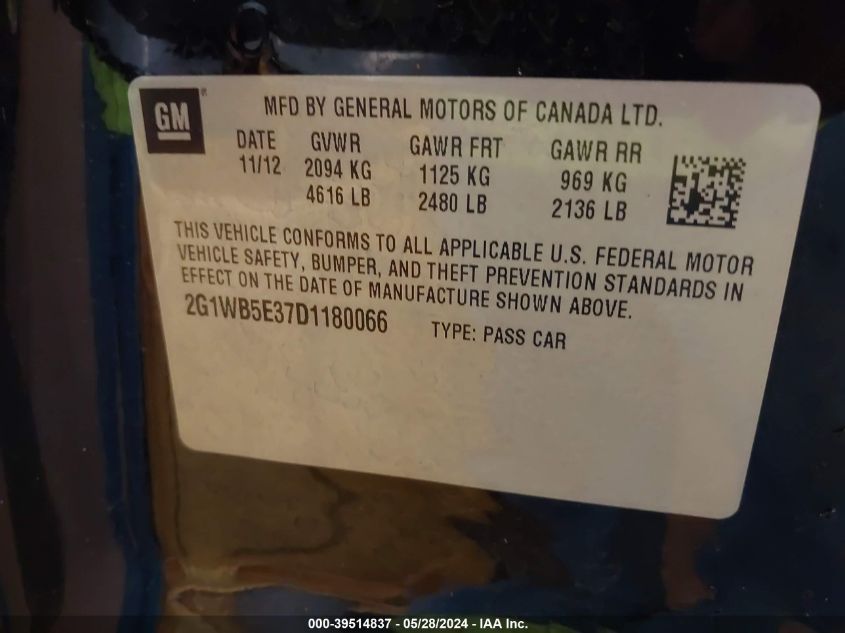 GM®
MFD BY GENERAL MOTORS OF CANADA LTD.
DATE GVWR GAWR FRT GAWR RR
11/12 2094 KG 1125 KG 969 KG
4616 LB 2480 LB 2136 LB
THIS VEHICLE CONFORMS TO ALL APPLICABLE U.S. FEDERAL MOTOR
VEHICLE SAFETY, BUMPER, AND THEFT PREVENTION STANDARDS IN
EFFECT ON THE DATE OF MANUFACTURE SHOWN ABOVE.
2G1WB5E37D1180066 TYPE: PASS CAR
000-39514837 - 05/28/2024 - IAA Inc.